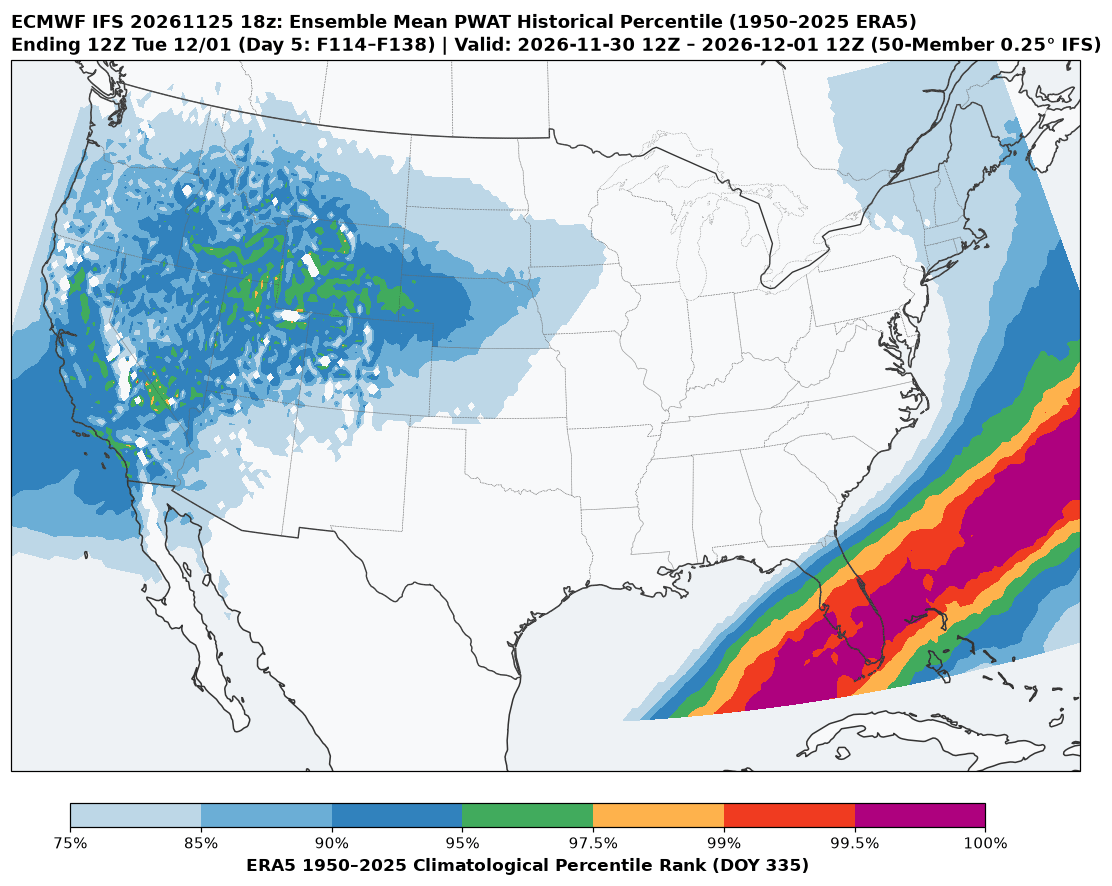 ECMWF IFS 20261125 18z: Ensemble Mean PWAT Historical Percentile (1950–2025 ERA5)
Ending 12Z Tue 12/01 (Day 5: F114–F138) | Valid: 2026-11-30 12Z – 2026-12-01 12Z (50-Member 0.25° IFS)
75% 85% 90% 95% 97.5% 99% 99.5% 100%
ERA5 1950–2025 Climatological Percentile Rank (DOY 335)